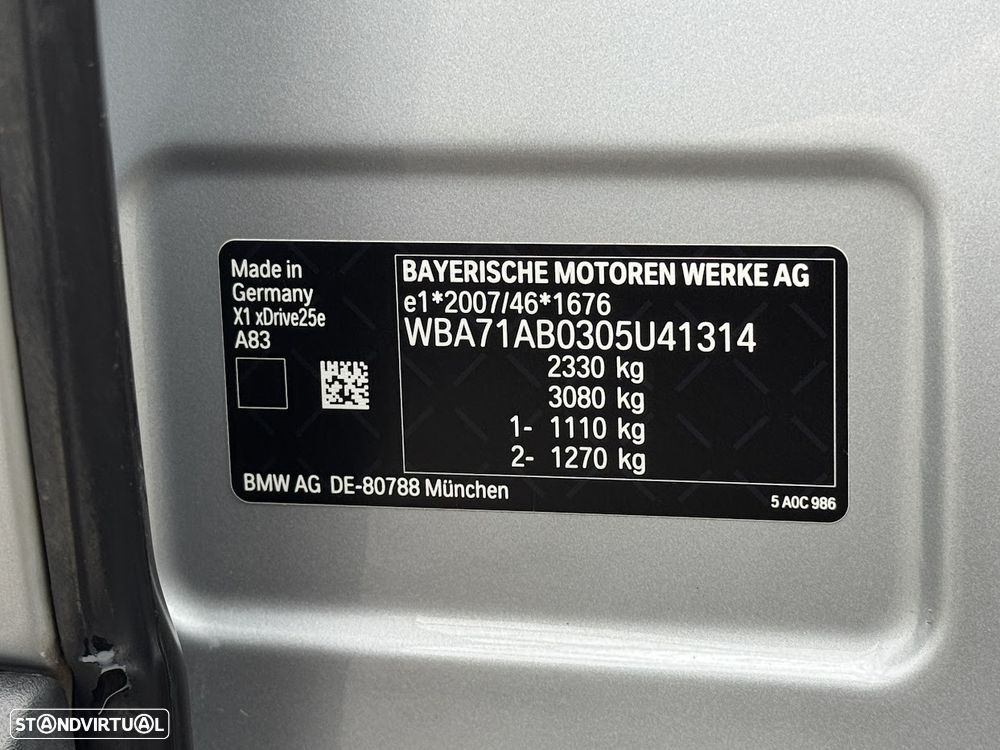 Made in
Germany
X1 xDrive25e
A83
BAYERISCHE MOTOREN WERKE AG
e1*2007/46*1676
WBA71AB0305U41314
2330 kg
3080 kg
1- 1110 kg
2- 1270 kg
BMW AG DE-80788 München
5 A0C 986
STANDVIRTUAL